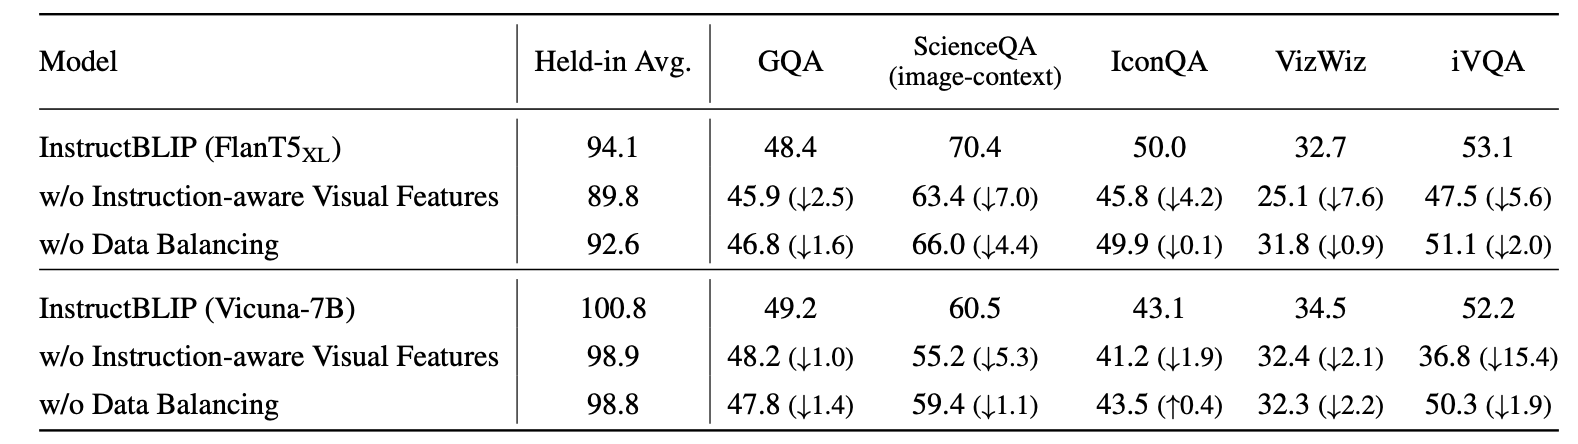 Model Held-in Avg. GQA ScienceQA (image-context) IconQA VizWiz iVQA
InstructBLIP (FlanT5XL) 94.1 48.4 70.4 50.0 32.7 53.1
w/o Instruction-aware Visual Features 89.8 45.9 (↓2.5) 63.4 (↓7.0) 45.8 (↓4.2) 25.1 (↓7.6) 47.5 (↓5.6)
w/o Data Balancing 92.6 46.8 (↓1.6) 66.0 (↓4.4) 49.9 (↓0.1) 31.8 (↓0.9) 51.1 (↓2.0)
InstructBLIP (Vicuna-7B) 100.8 49.2 60.5 43.1 34.5 52.2
w/o Instruction-aware Visual Features 98.9 48.2 (↓1.0) 55.2 (↓5.3) 41.2 (↓1.9) 32.4 (↓2.1) 36.8 (↓15.4)
w/o Data Balancing 98.8 47.8 (↓1.4) 59.4 (↓1.1) 43.5 (↑0.4) 32.3 (↓2.2) 50.3 (↓1.9)